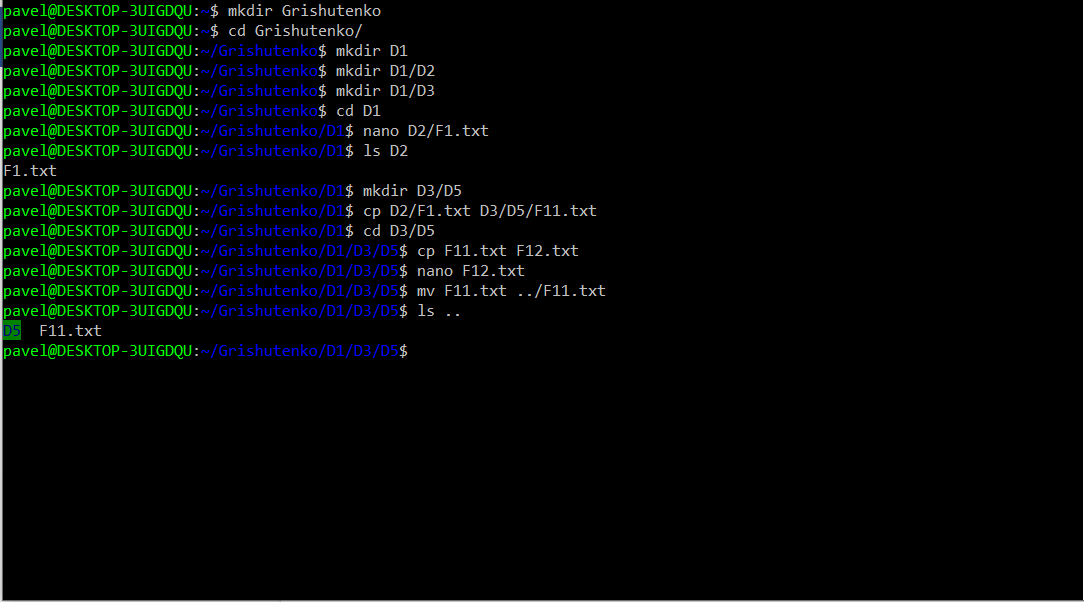 pavel@DESKTOP-3UIGDQU:~$ mkdir Grishutenko
pavel@DESKTOP-3UIGDQU:~$ cd Grishutenko/
pavel@DESKTOP-3UIGDQU:~/Grishutenko$ mkdir D1
pavel@DESKTOP-3UIGDQU:~/Grishutenko$ mkdir D1/D2
pavel@DESKTOP-3UIGDQU:~/Grishutenko$ mkdir D1/D3
pavel@DESKTOP-3UIGDQU:~/Grishutenko$ cd D1
pavel@DESKTOP-3UIGDQU:~/Grishutenko/D1$ nano D2/F1.txt
pavel@DESKTOP-3UIGDQU:~/Grishutenko/D1$ ls D2
F1.txt
pavel@DESKTOP-3UIGDQU:~/Grishutenko/D1$ mkdir D3/D5
pavel@DESKTOP-3UIGDQU:~/Grishutenko/D1$ cp D2/F1.txt D3/D5/F11.txt
pavel@DESKTOP-3UIGDQU:~/Grishutenko/D1$ cd D3/D5
pavel@DESKTOP-3UIGDQU:~/Grishutenko/D1/D3/D5$ cp F11.txt F12.txt
pavel@DESKTOP-3UIGDQU:~/Grishutenko/D1/D3/D5$ nano F12.txt
pavel@DESKTOP-3UIGDQU:~/Grishutenko/D1/D3/D5$ mv F11.txt ../F11.txt
pavel@DESKTOP-3UIGDQU:~/Grishutenko/D1/D3/D5$ ls ..
D5  F11.txt
pavel@DESKTOP-3UIGDQU:~/Grishutenko/D1/D3/D5$